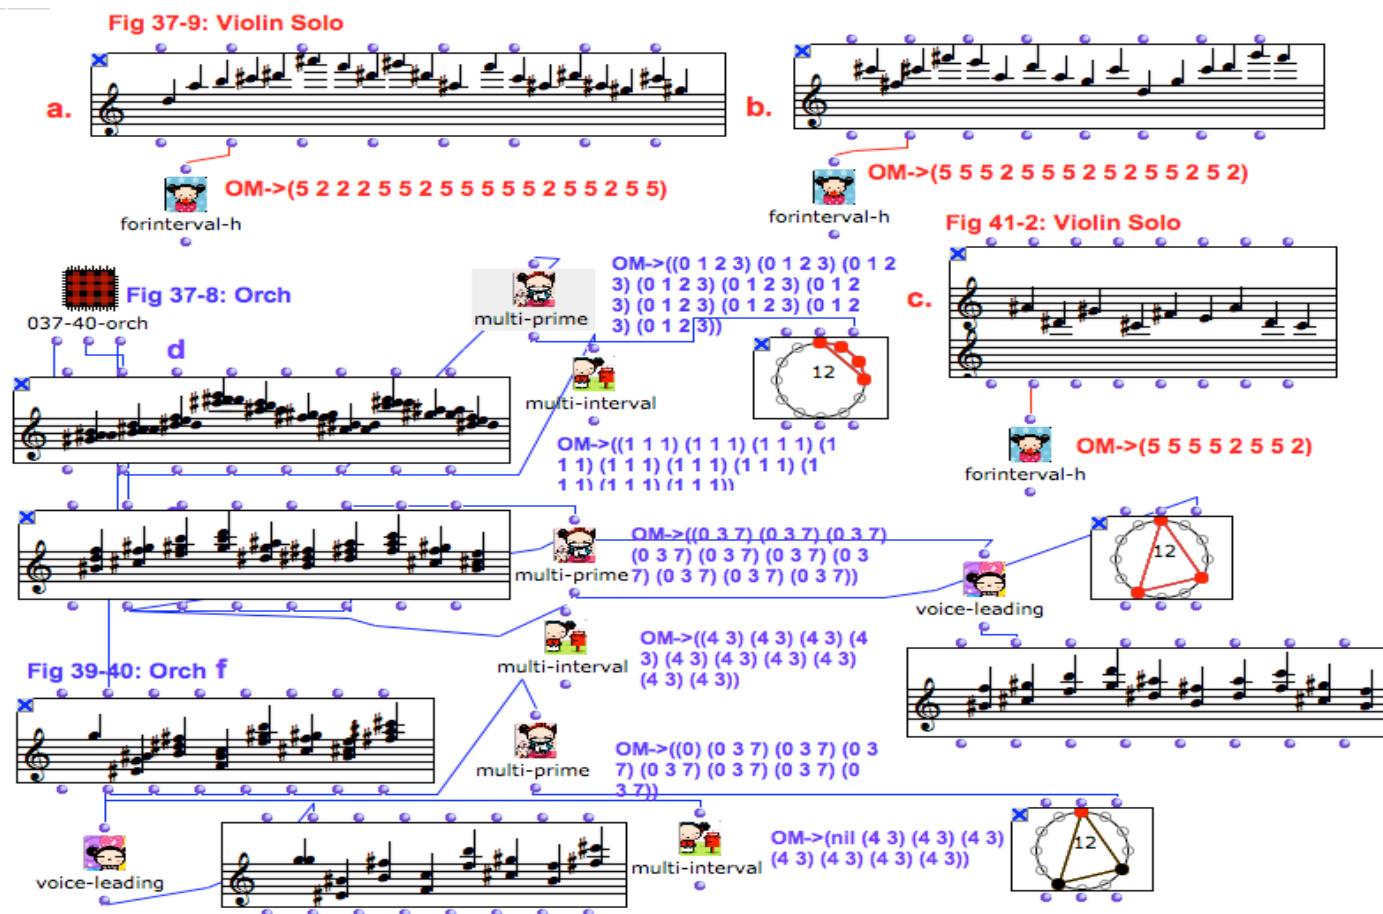 Fig 37-9: Violin Solo
a.
b.
OM->(5 2 2 2 5 5 2 5 5 5 5 5 2 5 5 2 5 5)
forinterval-h
OM->(5 5 5 2 5 5 5 2 5 2 5 5 2 5 2)
forinterval-h
Fig 41-2: Violin Solo
c.
OM->(5 5 5 5 2 5 5 2)
forinterval-h
037-40-orch
Fig 37-8: Orch
d
multi-prime
OM->((0 1 2 3) (0 1 2 3) (0 1 2
3) (0 1 2 3) (0 1 2 3) (0 1 2
3) (0 1 2 3) (0 1 2 3) (0 1 2
3) (0 1 2 3))
12
multi-interval
OM->((1 1 1) (1 1 1) (1 1 1) (1
1 1) (1 1 1) (1 1 1) (1 1 1) (1
1 1) (1 1 1) (1 1 1))
multi-prime
OM->((0 3 7) (0 3 7) (0 3 7)
(0 3 7) (0 3 7) (0 3 7) (0 3
7) (0 3 7) (0 3 7) (0 3 7))
12
voice-leading
multi-interval
OM->((4 3) (4 3) (4 3) (4
3) (4 3) (4 3) (4 3) (4 3)
(4 3) (4 3))
Fig 39-40: Orch f
multi-prime
OM->((0) (0 3 7) (0 3 7) (0 3
7) (0 3 7) (0 3 7) (0 3 7) (0
3 7))
voice-leading
multi-interval
OM->(nil (4 3) (4 3) (4 3)
(4 3) (4 3) (4 3) (4 3))
12